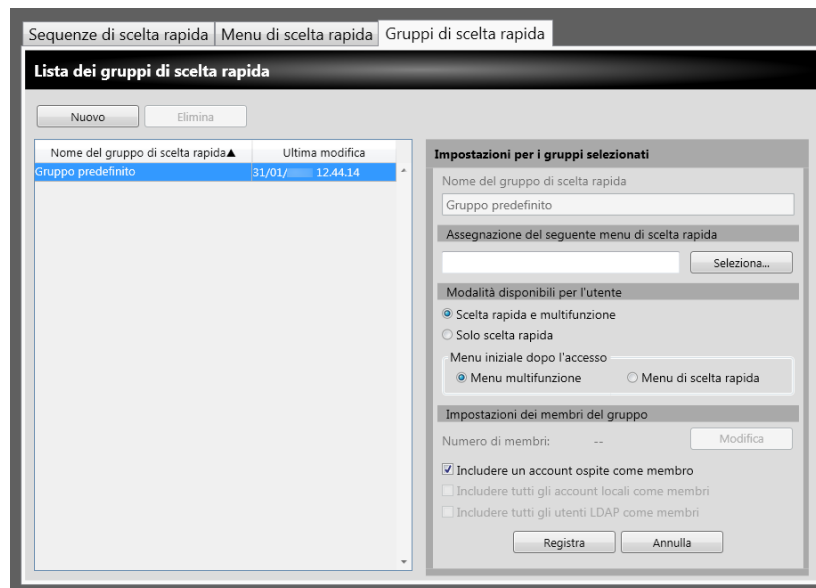 Sequenze di scelta rapida Menu di scelta rapida Gruppi di scelta rapida
Lista dei gruppi di scelta rapida
Nuovo Elimina
Nome del gruppo di scelta rapida▲ Ultima modifica
Gruppo predefinito 31/01/ 12.44.14
Impostazioni per i gruppi selezionati
Nome del gruppo di scelta rapida
Gruppo predefinito
Assegnazione del seguente menu di scelta rapida
Seleziona...
Modalità disponibili per l'utente
Scelta rapida e multifunzione
Solo scelta rapida
Menu iniziale dopo l'accesso
Menu multifunzione Menu di scelta rapida
Impostazioni dei membri del gruppo
Numero di membri: -- Modifica
Includere un account ospite come membro
Includere tutti gli account locali come membri
Includere tutti gli utenti LDAP come membri
Registra Annulla